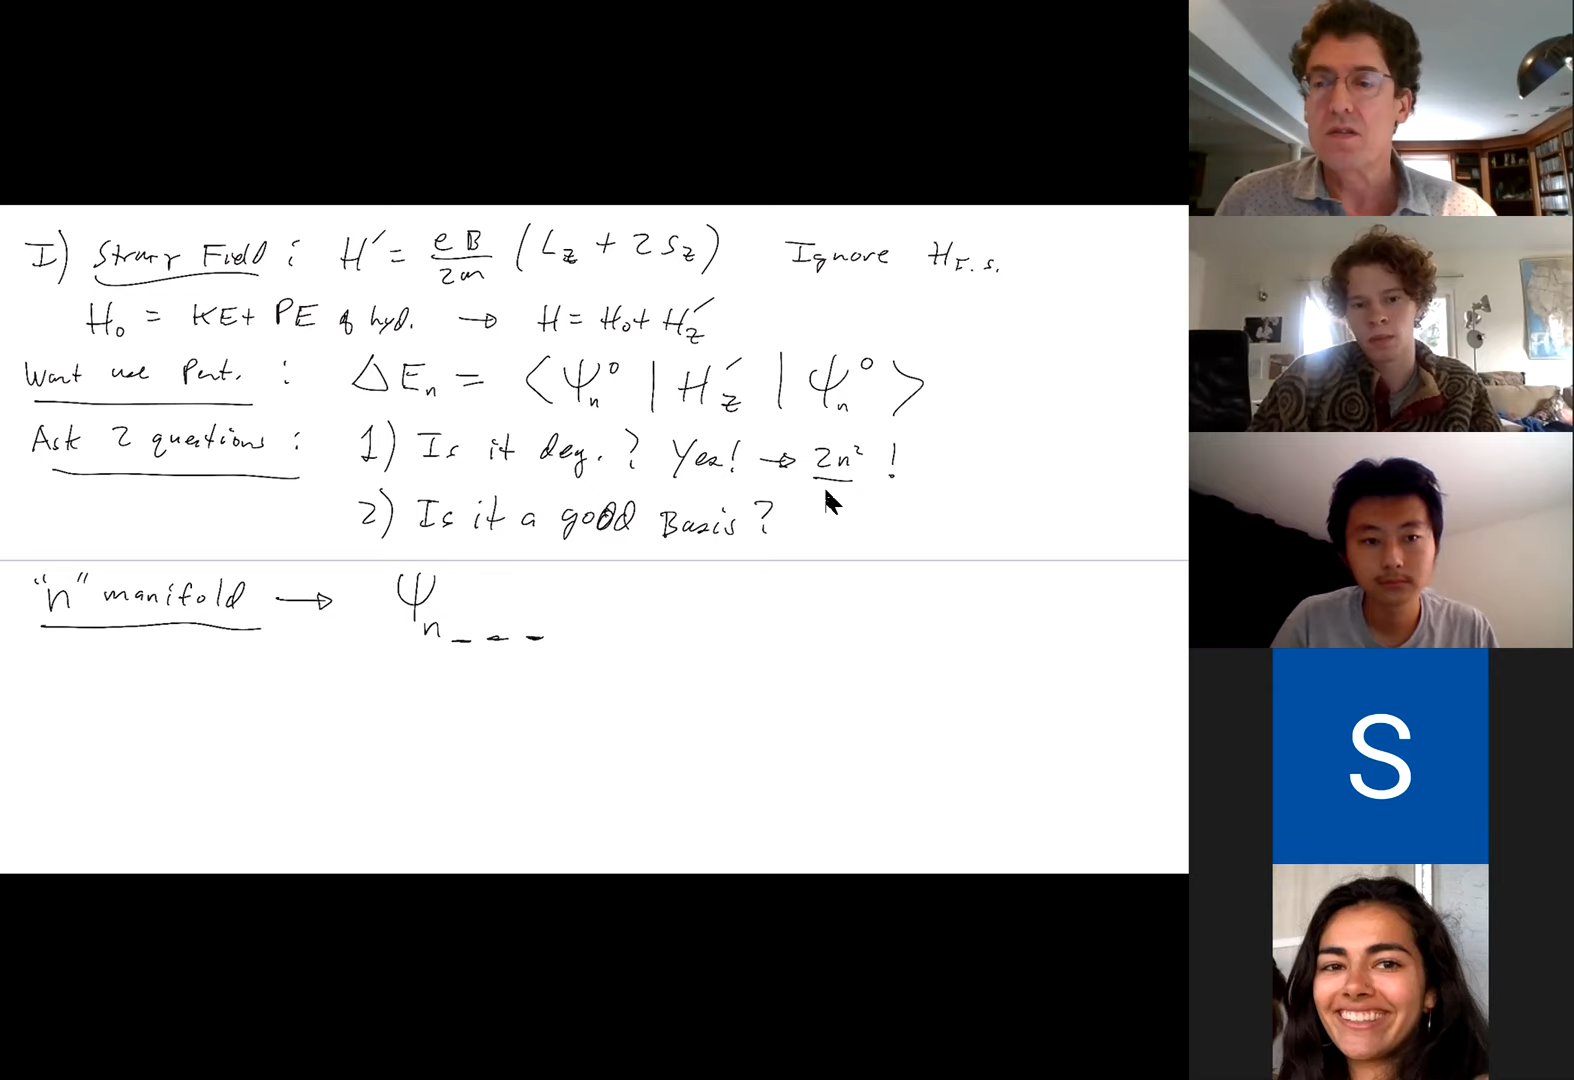 I) Strong Field : H′ = eB/2m (Lz + 2Sz) Ignore HF.S.
H0 = KE + PE of hyd. → H = H0 + H′z
Want use Pert. : ΔEn = ⟨Ψn⁰ | H′z | Ψn⁰⟩
Ask 2 questions : 1) Is it deg. ? Yes! → 2n² !
2) Is it a goOD Basis ?
"n" manifold → Ψn _ _ _
S